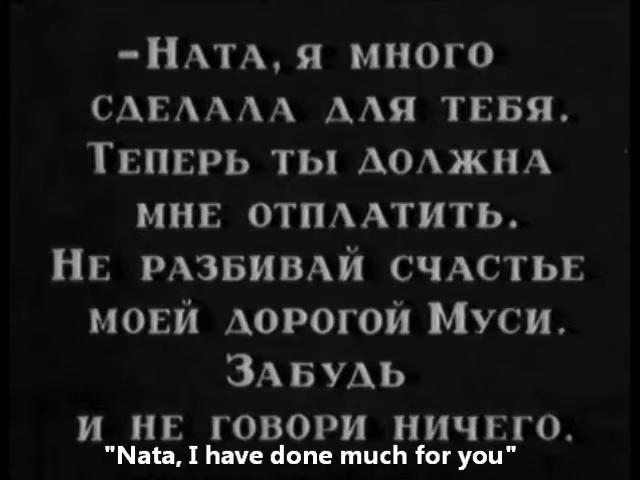 –Ната, я много
сделала для тебя.
Теперь ты должна
мне отплатить.
Не разбивай счастье
моей дорогой Муси.
Забудь
и не говори ничего.
"Nata, I have done much for you"